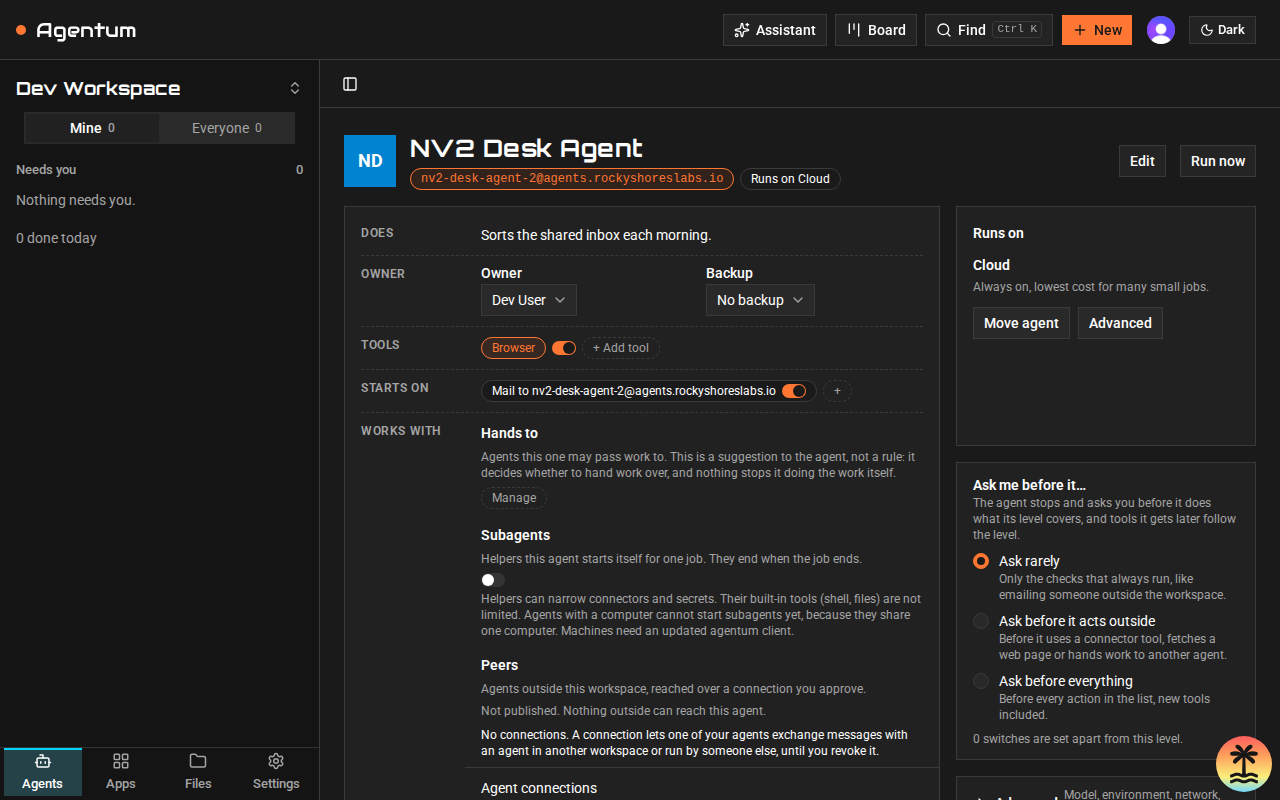 Agentum
Assistant
Board
Find Ctrl K
New
Dark
Dev Workspace
Mine 0
Everyone 0
Needs you 0
Nothing needs you.
0 done today
Agents
Apps
Files
Settings
ND
NV2 Desk Agent
nv2-desk-agent-2@agents.rockyshoreslabs.io
Runs on Cloud
Edit
Run now
DOES
Sorts the shared inbox each morning.
OWNER
Owner
Dev User
Backup
No backup
TOOLS
Browser
+ Add tool
STARTS ON
Mail to nv2-desk-agent-2@agents.rockyshoreslabs.io
+
WORKS WITH
Hands to
Agents this one may pass work to. This is a suggestion to the agent, not a rule: it
decides whether to hand work over, and nothing stops it doing the work itself.
Manage
Subagents
Helpers this agent starts itself for one job. They end when the job ends.
Helpers can narrow connectors and secrets. Their built-in tools (shell, files) are not
limited. Agents with a computer cannot start subagents yet, because they share
one computer. Machines need an updated agentum client.
Peers
Agents outside this workspace, reached over a connection you approve.
Not published. Nothing outside can reach this agent.
No connections. A connection lets one of your agents exchange messages with
an agent in another workspace or run by someone else, until you revoke it.
Agent connections
Runs on
Cloud
Always on, lowest cost for many small jobs.
Move agent
Advanced
Ask me before it…
The agent stops and asks you before it does
what its level covers, and tools it gets later follow
the level.
Ask rarely
Only the checks that always run, like
emailing someone outside the workspace.
Ask before it acts outside
Before it uses a connector tool, fetches a
web page or hands work to another agent.
Ask before everything
Before every action in the list, new tools
included.
0 switches are set apart from this level.
Advanced
Model, environment, network,